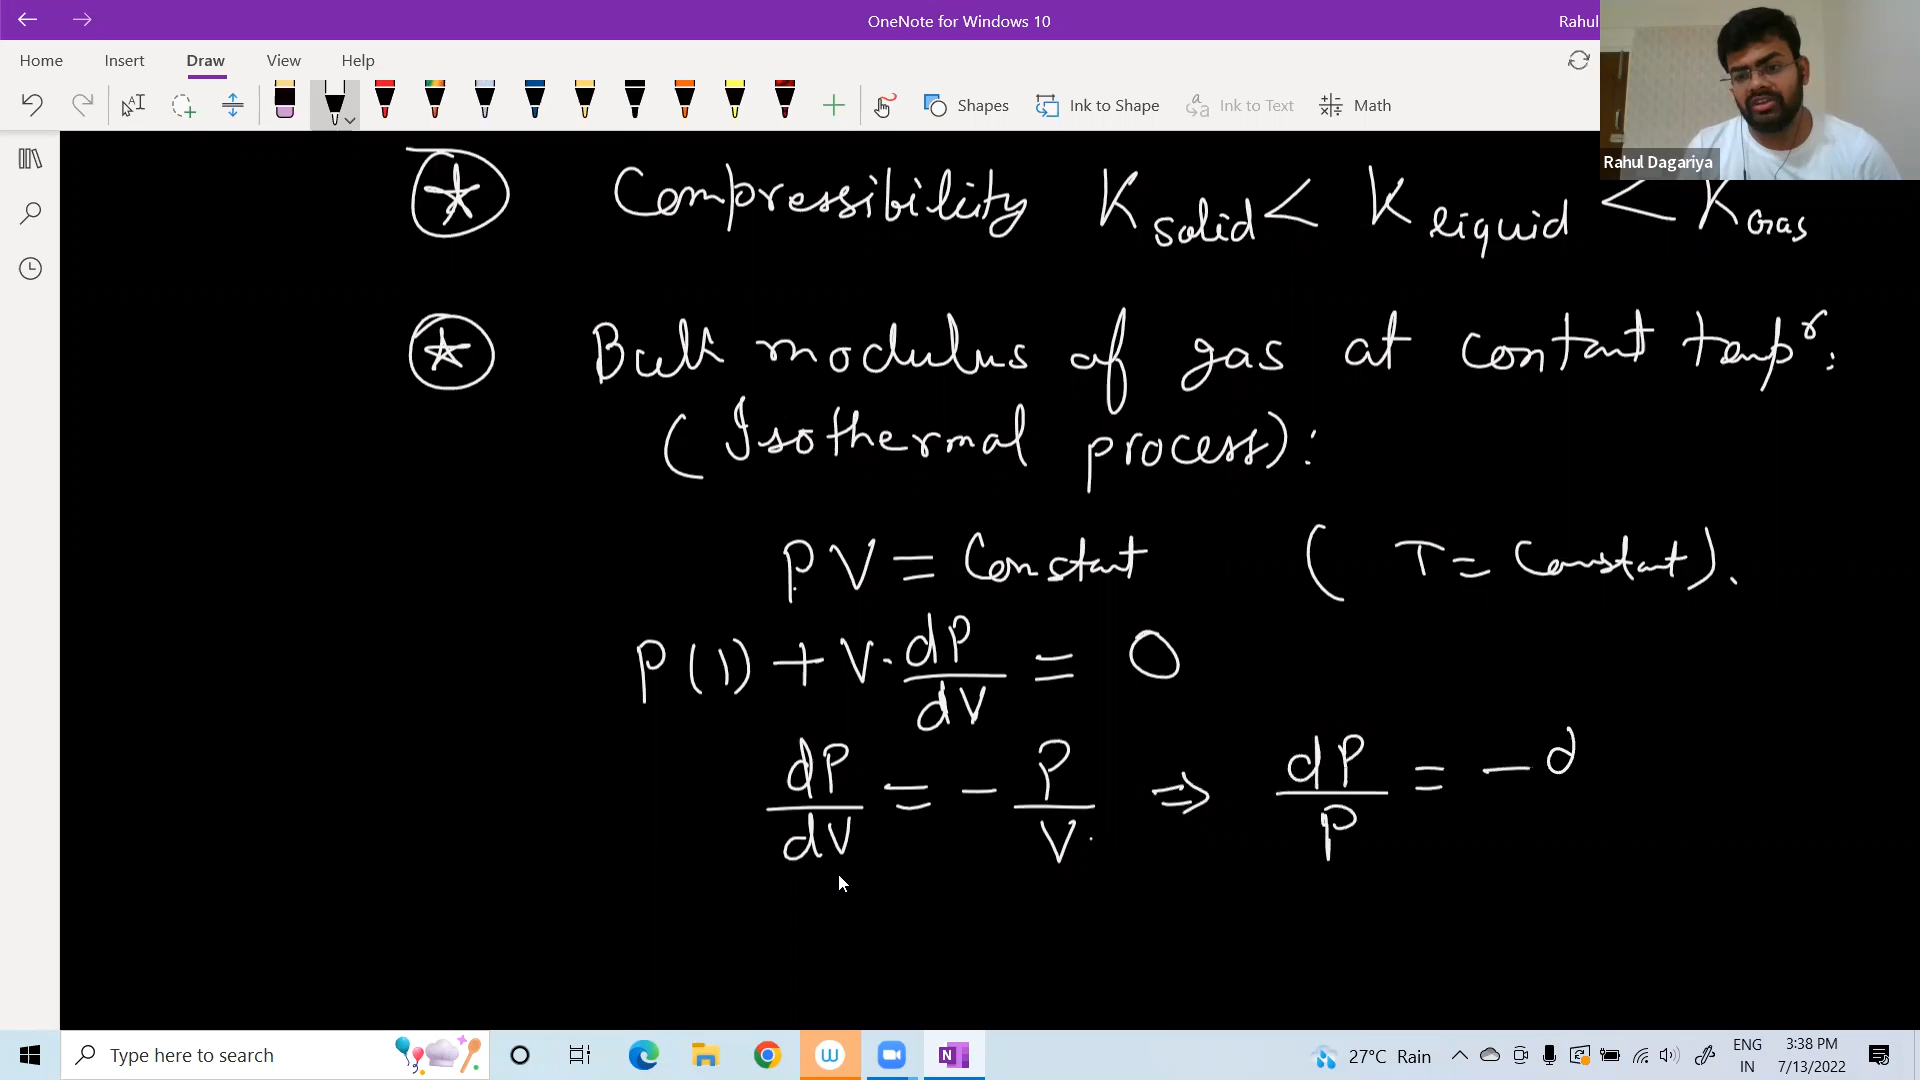 OneNote for Windows 10
Rahul
Home Insert Draw View Help
Shapes Ink to Shape Ink to Text Math
Rahul Dagariya
Compressibility K solid < K liquid < K Gas
Bulk modulus of gas at contant tempʳ.
(Isothermal process):
PV = Constant (T = Constant).
P(1) + V. dP/dV = 0
dP/dV = - P/V ⇒ dP/P = - d
Type here to search
27°C Rain
ENG
IN
3:38 PM
7/13/2022